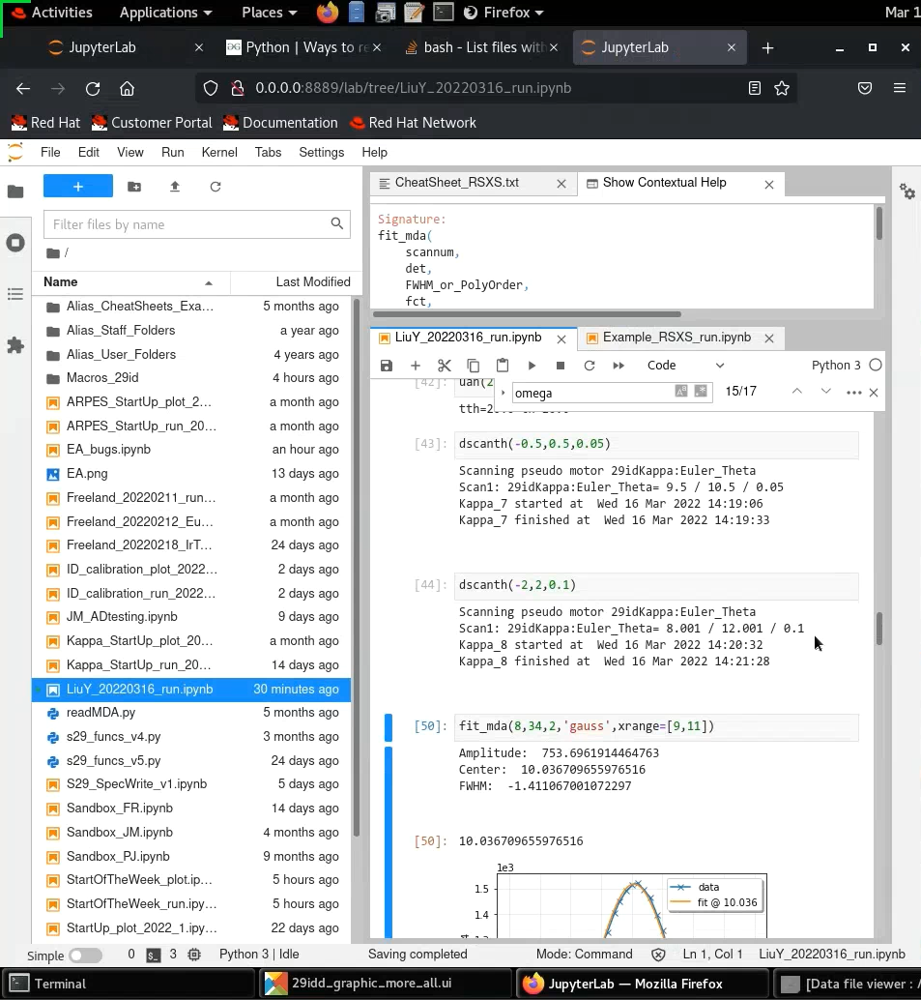 Activities
Applications
Places
Firefox
Mar 1
JupyterLab
Python | Ways to re
bash - List files with
JupyterLab
0.0.0.0:8889/lab/tree/LiuY_20220316_run.ipynb
Red Hat
Customer Portal
Documentation
Red Hat Network
File Edit View Run Kernel Tabs Settings Help
Filter files by name
/
Name
Last Modified
Alias_CheatSheets_Exa... 5 months ago
Alias_Staff_Folders a year ago
Alias_User_Folders 4 years ago
Macros_29id 4 hours ago
ARPES_StartUp_plot_2... a month ago
ARPES_StartUp_run_20... a month ago
EA_bugs.ipynb an hour ago
EA.png 13 days ago
Freeland_20220211_run... a month ago
Freeland_20220212_Eu... a month ago
Freeland_20220218_IrT... 24 days ago
ID_calibration_plot_2022... 2 days ago
ID_calibration_run_2022... 2 days ago
JM_ADtesting.ipynb 9 days ago
Kappa_StartUp_plot_20... a month ago
Kappa_StartUp_run_20... 14 days ago
LiuY_20220316_run.ipynb 30 minutes ago
readMDA.py 5 months ago
s29_funcs_v4.py 3 months ago
s29_funcs_v5.py 24 days ago
S29_SpecWrite_v1.ipynb 5 days ago
Sandbox_FR.ipynb 14 days ago
Sandbox_JM.ipynb 4 months ago
Sandbox_PJ.ipynb 9 months ago
StartOfTheWeek_plot.ip... 5 hours ago
StartOfTheWeek_run.ipy... 5 hours ago
StartUp_plot_2022_1.ipy... 22 days ago
CheatSheet_RSXS.txt
Show Contextual Help
Signature:
fit_mda(
scannum,
det,
FWHM_or_PolyOrder,
fct,
LiuY_20220316_run.ipynb
Example_RSXS_run.ipynb
Code
Python 3
omega
15/17
[42]:
[43]: dscanth(-0.5,0.5,0.05)
Scanning pseudo motor 29idKappa:Euler_Theta
Scan1: 29idKappa:Euler_Theta= 9.5 / 10.5 / 0.05
Kappa_7 started at  Wed 16 Mar 2022 14:19:06
Kappa_7 finished at  Wed 16 Mar 2022 14:19:33
[44]: dscanth(-2,2,0.1)
Scanning pseudo motor 29idKappa:Euler_Theta
Scan1: 29idKappa:Euler_Theta= 8.001 / 12.001 / 0.1
Kappa_8 started at  Wed 16 Mar 2022 14:20:32
Kappa_8 finished at  Wed 16 Mar 2022 14:21:28
[50]: fit_mda(8,34,2,'gauss',xrange=[9,11])
Amplitude:  753.6961914464763
Center:  10.036709655976516
FWHM:  -1.411067001072297
[50]: 10.036709655976516
1e3
1.5
1.4
data
fit @ 10.036
Simple
0
3
Python 3 | Idle
Saving completed
Mode: Command
Ln 1, Col 1
LiuY_20220316_run.ipynb
Terminal
29idd_graphic_more_all.ui
JupyterLab — Mozilla Firefox
[Data file viewer : /